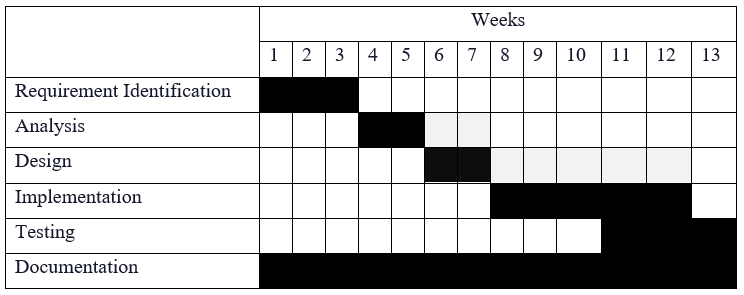 Weeks
1 2 3 4 5 6 7 8 9 10 11 12 13
Requirement Identification
Analysis
Design
Implementation
Testing
Documentation